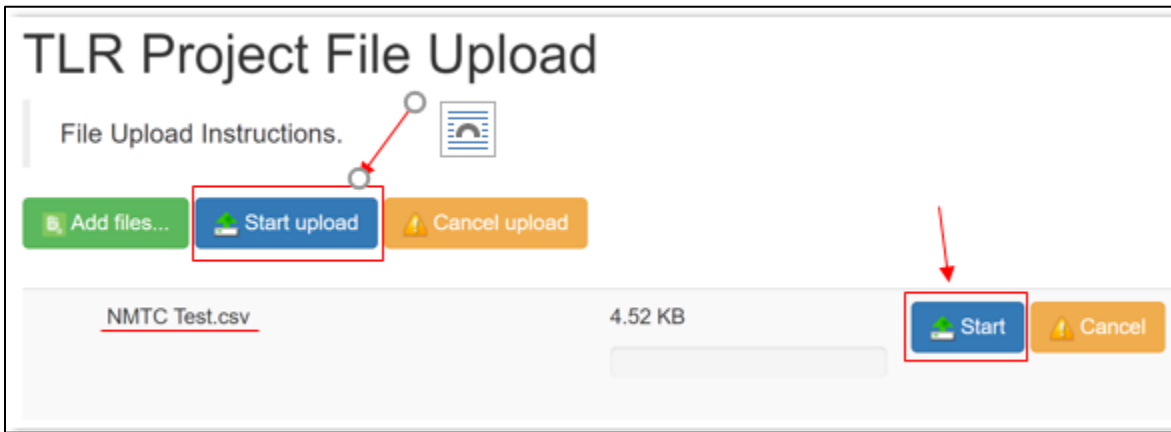 TLR Project File Upload
File Upload Instructions.
Add files... Start upload Cancel upload
NMTC Test.csv 4.52 KB Start Cancel